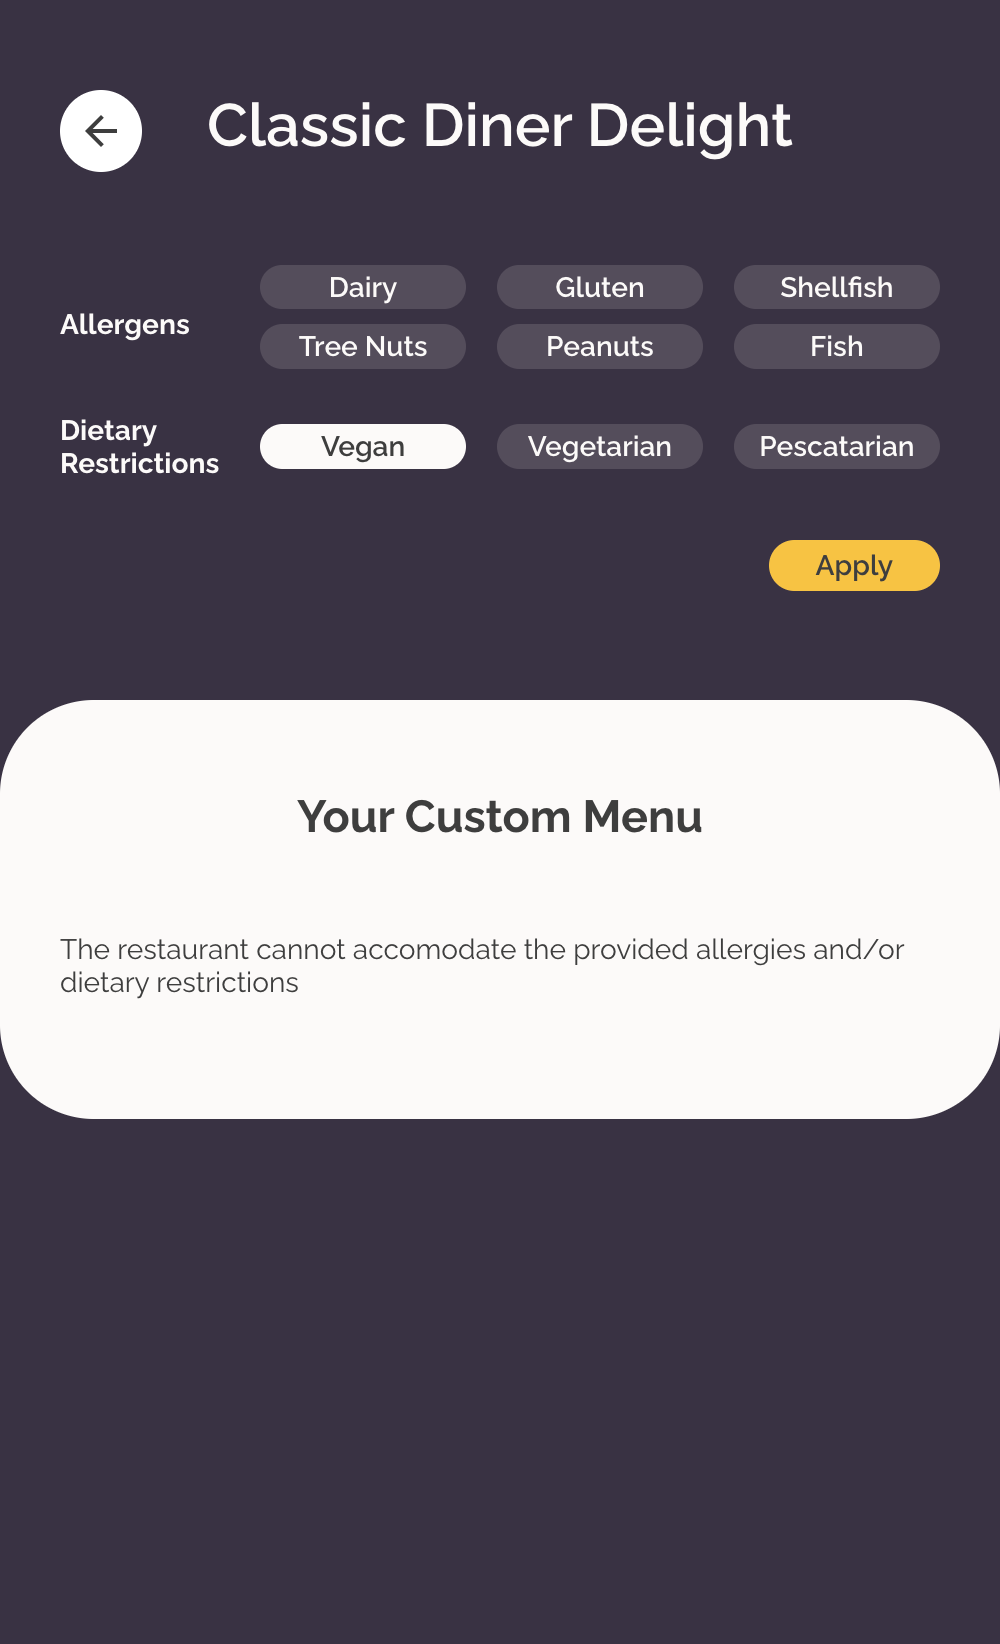 Classic Diner Delight
Allergens
Dairy
Gluten
Shellfish
Tree Nuts
Peanuts
Fish
Dietary
Restrictions
Vegan
Vegetarian
Pescatarian
Apply
Your Custom Menu
The restaurant cannot accomodate the provided allergies and/or
dietary restrictions